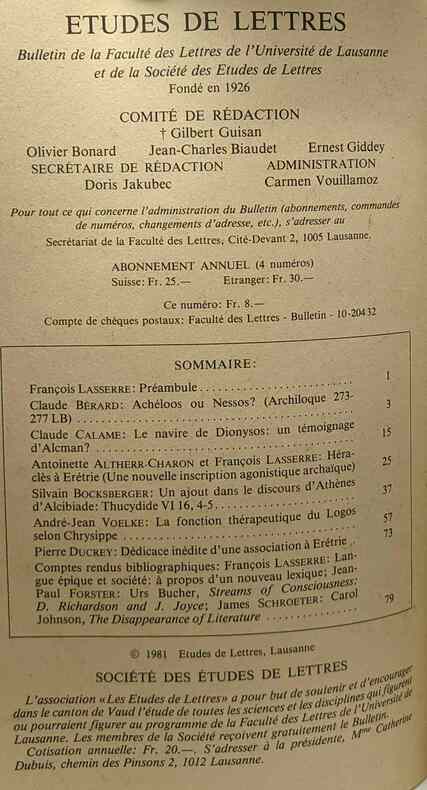 ETUDES DE LETTRES
Bulletin de la Faculté des Lettres de l'Université de Lausanne
et de la Société des Etudes de Lettres
Fondé en 1926
COMITÉ DE RÉDACTION
† Gilbert Guisan
Olivier Bonard Jean-Charles Biaudet Ernest Giddey
SECRÉTAIRE DE RÉDACTION ADMINISTRATION
Doris Jakubec Carmen Vouillamoz
Pour tout ce qui concerne l'administration du Bulletin (abonnements, commandes
de numéros, changements d'adresse, etc.), s'adresser au
Secrétariat de la Faculté des Lettres, Cité-Devant 2, 1005 Lausanne.
ABONNEMENT ANNUEL (4 numéros)
Suisse: Fr. 25.— Etranger: Fr. 30.—
Ce numéro: Fr. 8.—
Compte de chèques postaux: Faculté des Lettres - Bulletin - 10-20432
SOMMAIRE:
François LASSERRE: Préambule ........ 1
Claude BÉRARD: Achéloos ou Nessos? (Archiloque 273-
277 LB) ........ 3
Claude CALAME: Le navire de Dionysos: un témoignage
d'Alcman? ........ 15
Antoinette ALTHERR-CHARON et François LASSERRE: Héra-
clès à Erétrie (Une nouvelle inscription agonistique archaïque) 25
Silvain BOCKSBERGER: Un ajout dans le discours d'Athènes
d'Alcibiade: Thucydide VI 16, 4-5 ........ 37
André-Jean VOELKE: La fonction thérapeutique du Logos
selon Chrysippe ........ 57
Pierre DUCREY: Dédicace inédite d'une association à Erétrie .. 73
Comptes rendus bibliographiques: François LASSERRE: Lan-
gue épique et société: à propos d'un nouveau lexique; Jean-
Paul FORSTER: Urs Bucher, Streams of Consciousness:
D. Richardson and J. Joyce; James SCHROETER: Carol
Johnson, The Disappearance of Literature ........ 79
© 1981 Etudes de Lettres, Lausanne
SOCIÉTÉ DES ÉTUDES DE LETTRES
L'association «Les Etudes de Lettres» a pour but de soutenir et d'encourager
dans le canton de Vaud l'étude de toutes les sciences et les disciplines qui figurent
ou pourraient figurer au programme de la Faculté des Lettres de l'Université de
Lausanne. Les membres de la Société reçoivent gratuitement le Bulletin.
Cotisation annuelle: Fr. 20.—. S'adresser à la présidente, Mme Catherine
Dubuis, chemin des Pinsons 2, 1012 Lausanne.